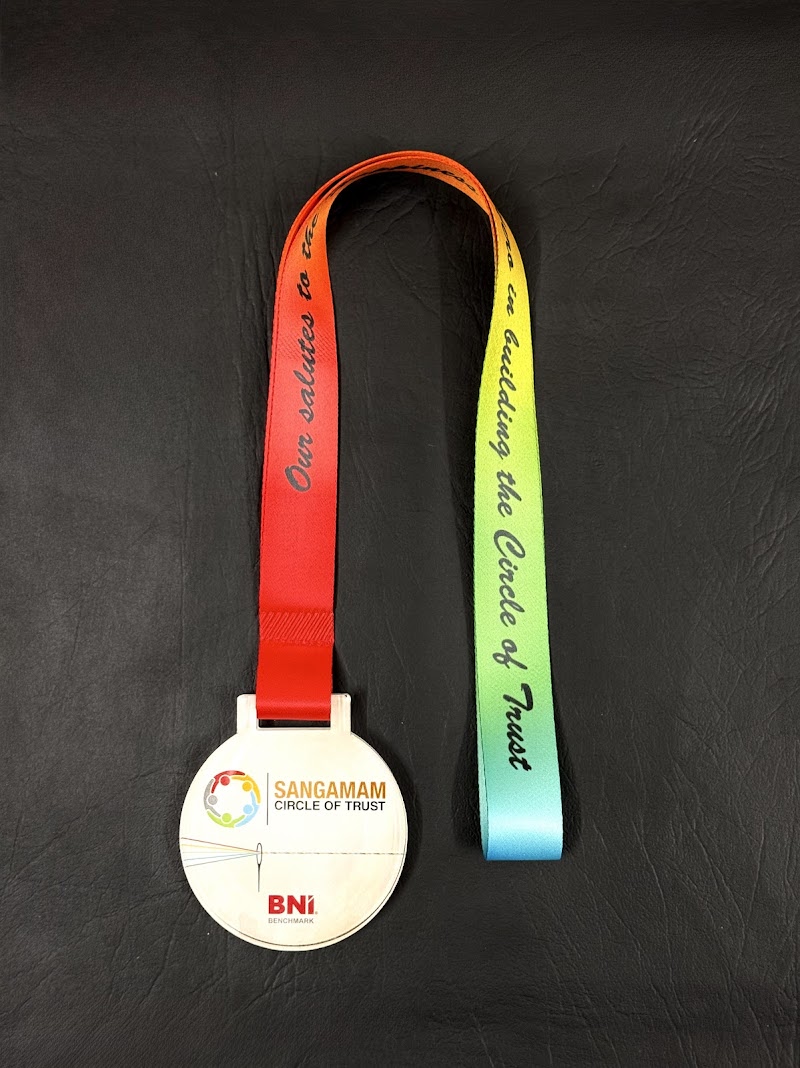 Our salutes to the
in building the Circle of Trust
SANGAMAM
CIRCLE OF TRUST
BNI
BENCHMARK